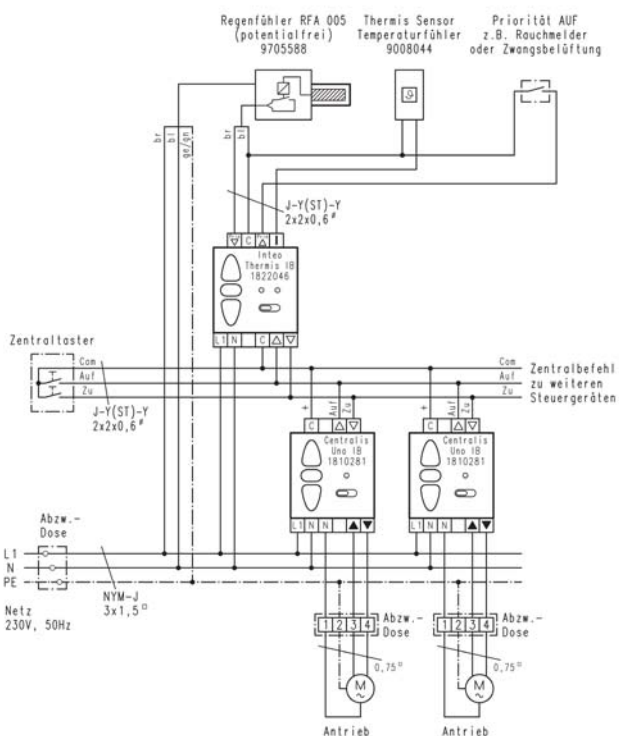 Regenfühler RFA 005
(potentialfrei)
9705588
Thermis Sensor
Temperaturfühler
9008044
Priorität AUF
z.B. Rauchmelder
oder Zwangsbelüftung
br
bl
ge/gn
br
bl
J-Y(ST)-Y
2x2x0,6
C
Inteo
Thermis IB
1822046
L1 N C
Zentraltaster
Com
Auf
Zu
J-Y(ST)-Y
2x2x0,6
Com
Auf
Zu
Zentralbefehl
zu weiteren
Steuergeräten
+
Auf
Zu
C
Centralis
Uno IB
1810281
L1 N N
+
Auf
Zu
C
Centralis
Uno IB
1810281
L1 N N
Abzw.-
Dose
L1
N
PE
Netz
230V, 50Hz
NYM-J
3x1,5
1 2 3 4
Abzw.-
Dose
0,75
M
~
Antrieb
1 2 3 4
Abzw.-
Dose
0,75
M
~
Antrieb